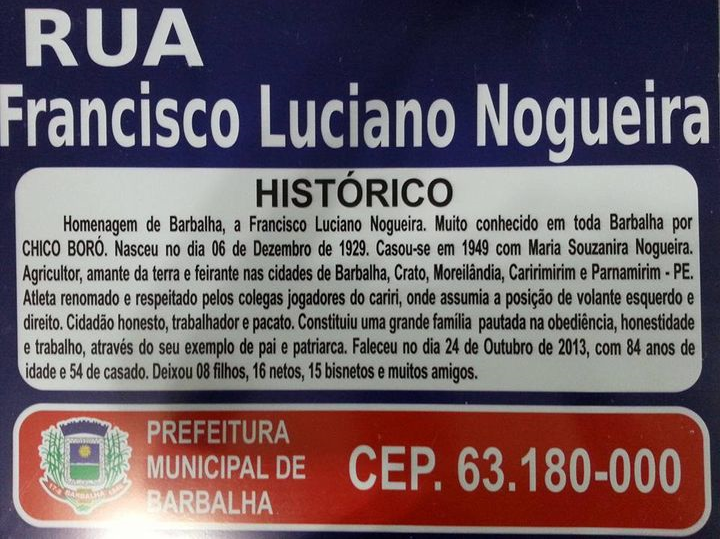 RUA
Francisco Luciano Nogueira
HISTÓRICO
Homenagem de Barbalha, a Francisco Luciano Nogueira. Muito conhecido em toda Barbalha por
CHICO BORÓ. Nasceu no dia 06 de Dezembro de 1929. Casou-se em 1949 com Maria Souzanira Nogueira.
Agricultor, amante da terra e feirante nas cidades de Barbalha, Crato, Moreilândia, Caririmirim e Parnamirim - PE.
Atleta renomado e respeitado pelos colegas jogadores do cariri, onde assumia a posição de volante esquerdo e
direito. Cidadão honesto, trabalhador e pacato. Constituiu uma grande família pautada na obediência, honestidade
e trabalho, através do seu exemplo de pai e patriarca. Faleceu no dia 24 de Outubro de 2013, com 84 anos de
idade e 54 de casado. Deixou 08 filhos, 16 netos, 15 bisnetos e muitos amigos.
PREFEITURA
MUNICIPAL DE
BARBALHA
CEP. 63.180-000
BARBALHA